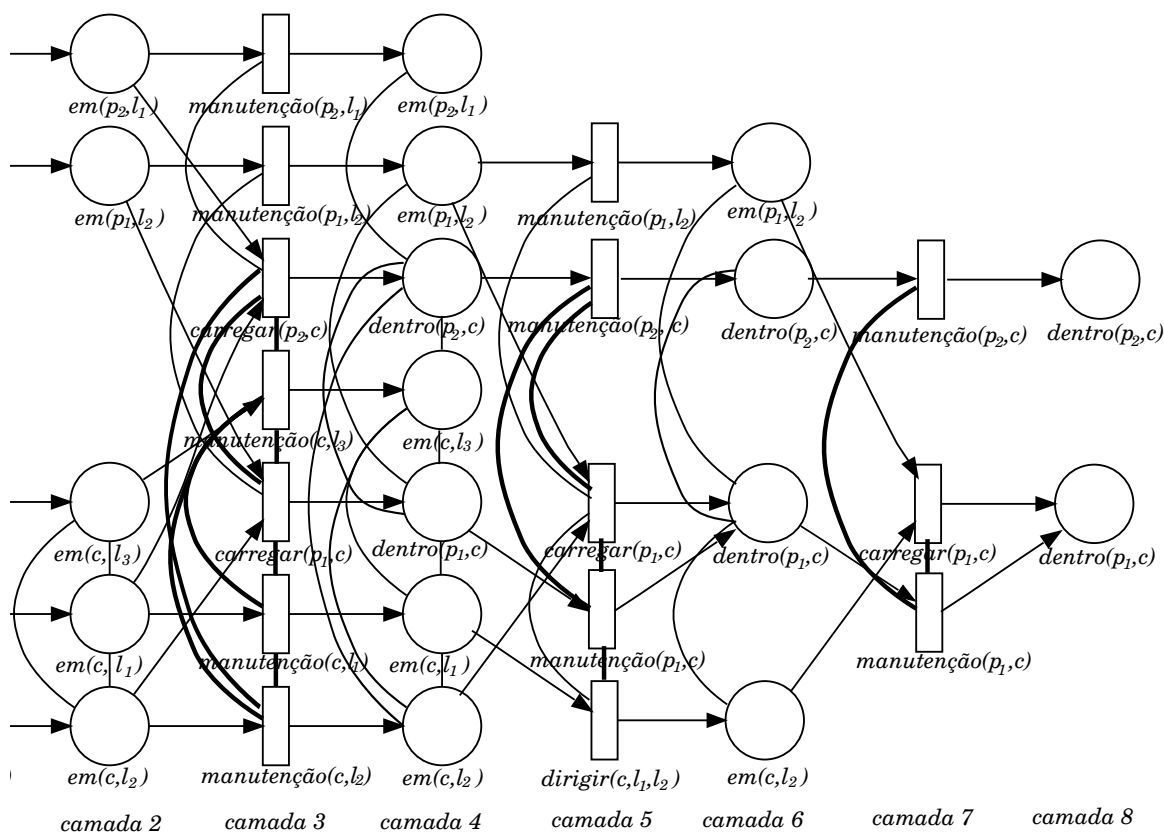 em(p₂,l₁) manutenção(p₂,l₁) em(p₂,l₁)
em(p₁,l₂) manutenção(p₁,l₂) em(p₁,l₂) manutenção(p₁,l₂) em(p₁,l₂)
carregar(p₂,c) dentro(p₂,c) manutenção(p₂,c) dentro(p₂,c) manutenção(p₂,c) dentro(p₂,c)
manutenção(c,l₃) em(c,l₃)
em(c,l₃) carregar(p₁,c) dentro(p₁,c) carregar(p₁,c) dentro(p₁,c) carregar(p₁,c) dentro(p₁,c)
em(c,l₁) manutenção(c,l₁) em(c,l₁) manutenção(p₁,c) manutenção(p₁,c)
) em(c,l₂) manutenção(c,l₂) em(c,l₂) dirigir(c,l₁,l₂) em(c,l₂)
camada 2 camada 3 camada 4 camada 5 camada 6 camada 7 camada 8